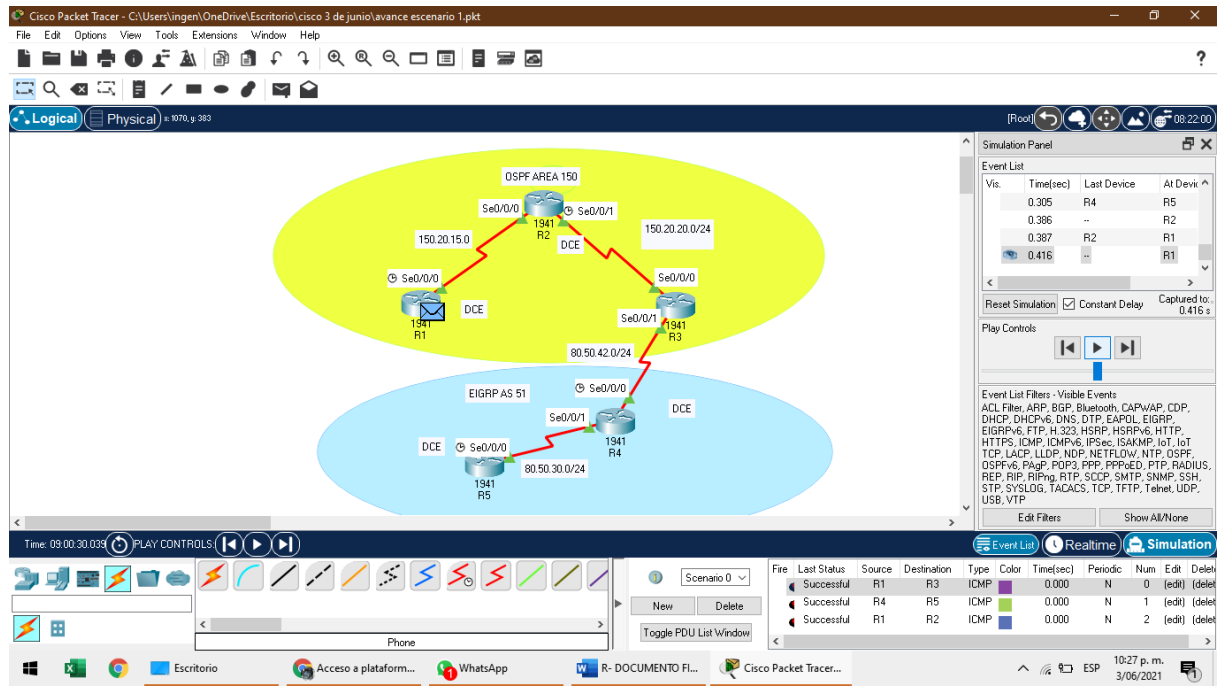 Cisco Packet Tracer - C:\Users\ingen\OneDrive\Escritorio\cisco 3 de junio\avance escenario 1.pkt
File Edit Options View Tools Extensions Window Help
Logical Physical x: 1070, y: 383
[Root] 08:22:00
OSPF AREA 150
Se0/0/0
Se0/0/1
1941
R2
DCE
150.20.15.0
150.20.20.0/24
Se0/0/0
Se0/0/0
1941
R1
DCE
Se0/0/1
1941
R3
80.50.42.0/24
EIGRP AS 51
Se0/0/0
DCE
Se0/0/1
1941
R4
DCE
Se0/0/0
80.50.30.0/24
1941
R5
Simulation Panel
Event List
Vis. Time(sec) Last Device At Devic
0.305 R4 R5
0.386 -- R2
0.387 R2 R1
0.416 -- R1
Reset Simulation Constant Delay Captured to:
0.416 s
Play Controls
Event List Filters - Visible Events
ACL Filter, ARP, BGP, Bluetooth, CAPWAP, CDP,
DHCP, DHCPv6, DNS, DTP, EAPOL, EIGRP,
EIGRPv6, FTP, H.323, HSRP, HSRPv6, HTTP,
HTTPS, ICMP, ICMPv6, IPSec, ISAKMP, IoT, IoT
TCP, LACP, LLDP, NDP, NETFLOW, NTP, OSPF,
OSPFv6, PAgP, POP3, PPP, PPPoED, PTP, RADIUS,
REP, RIP, RIPng, RTP, SCCP, SMTP, SNMP, SSH,
STP, SYSLOG, TACACS, TCP, TFTP, Telnet, UDP,
USB, VTP
Edit Filters Show All/None
Time: 09:00:30.039 PLAY CONTROLS:
Event List Realtime Simulation
Phone
Scenario 0
New Delete
Toggle PDU List Window
Fire Last Status Source Destination Type Color Time(sec) Periodic Num Edit Delet
Successful R1 R3 ICMP 0.000 N 0 (edit) (delet
Successful R4 R5 ICMP 0.000 N 1 (edit) (delet
Successful R1 R2 ICMP 0.000 N 2 (edit) (delet
Escritorio
Acceso a plataform...
WhatsApp
R- DOCUMENTO FI...
Cisco Packet Tracer...
ESP
10:27 p. m.
3/06/2021
1